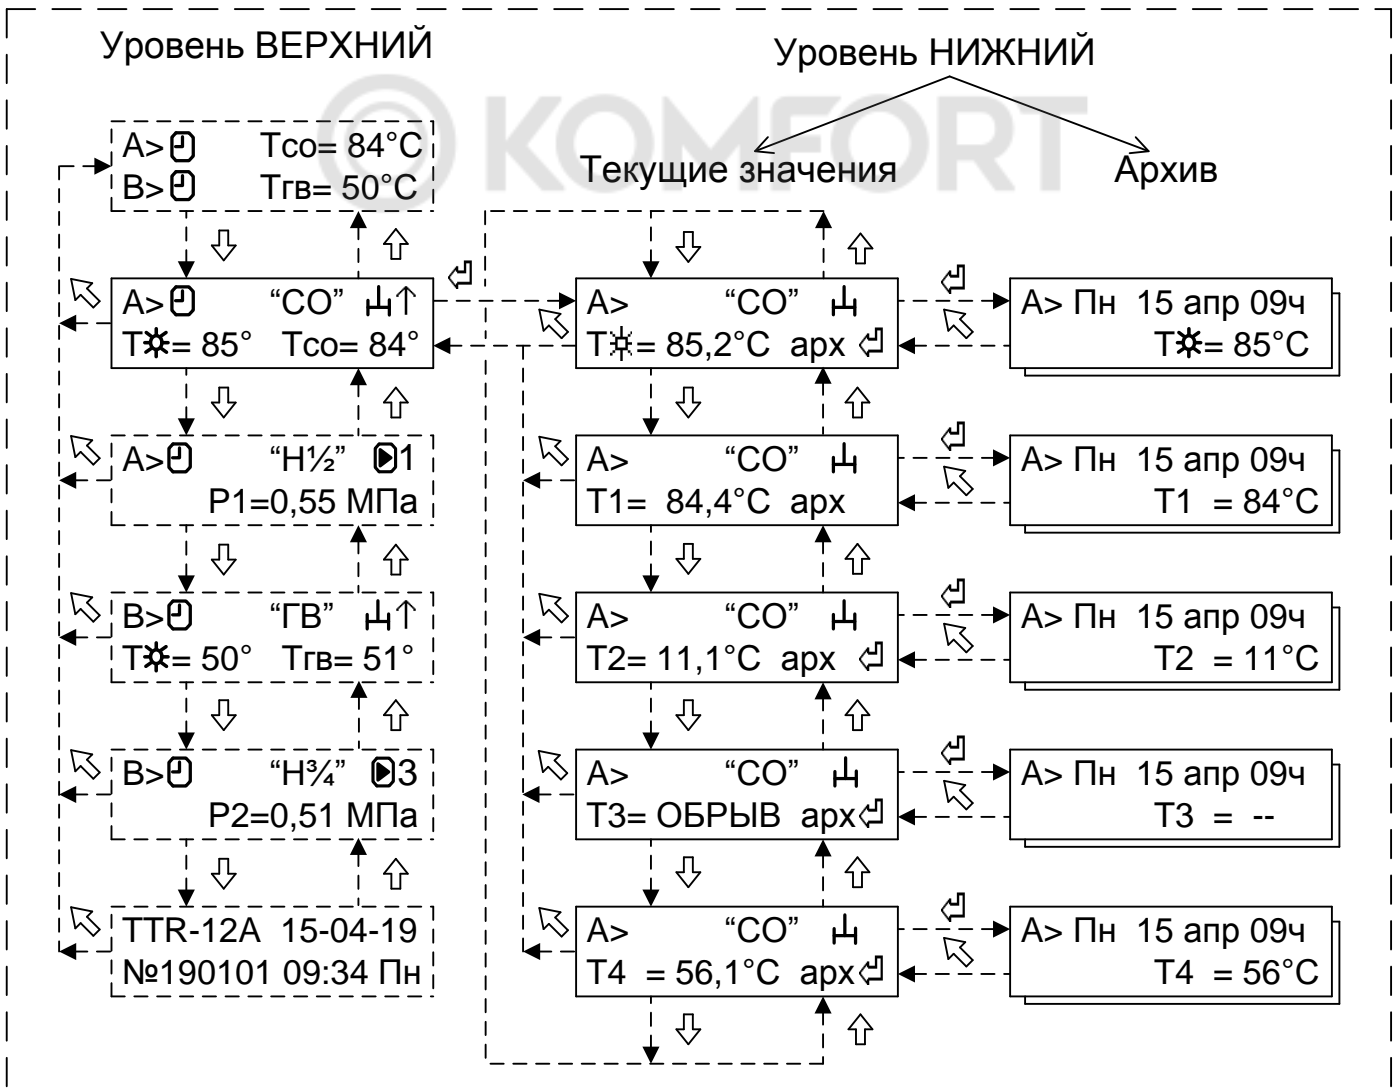 Уровень ВЕРХНИЙ
Уровень НИЖНИЙ
KOMFORT
Текущие значения
Архив
A> Тсо= 84°C
B> Тгв= 50°C
A> “СО” ↑
T☼= 85° Тсо= 84°
A> “СО”
T☼= 85,2°C арх
A> Пн 15 апр 09ч
T☼= 85°C
A> “Н½” 1
P1=0,55 МПа
A> “СО”
T1= 84,4°C арх
A> Пн 15 апр 09ч
T1 = 84°C
B> “ГВ” ↑
T☼= 50° Тгв= 51°
A> “СО”
T2= 11,1°C арх
A> Пн 15 апр 09ч
T2 = 11°C
B> “Н¾” 3
P2=0,51 МПа
A> “СО”
T3= ОБРЫВ арх
A> Пн 15 апр 09ч
T3 = --
TTR-12A 15-04-19
№190101 09:34 Пн
A> “СО”
T4 = 56,1°C арх
A> Пн 15 апр 09ч
T4 = 56°C